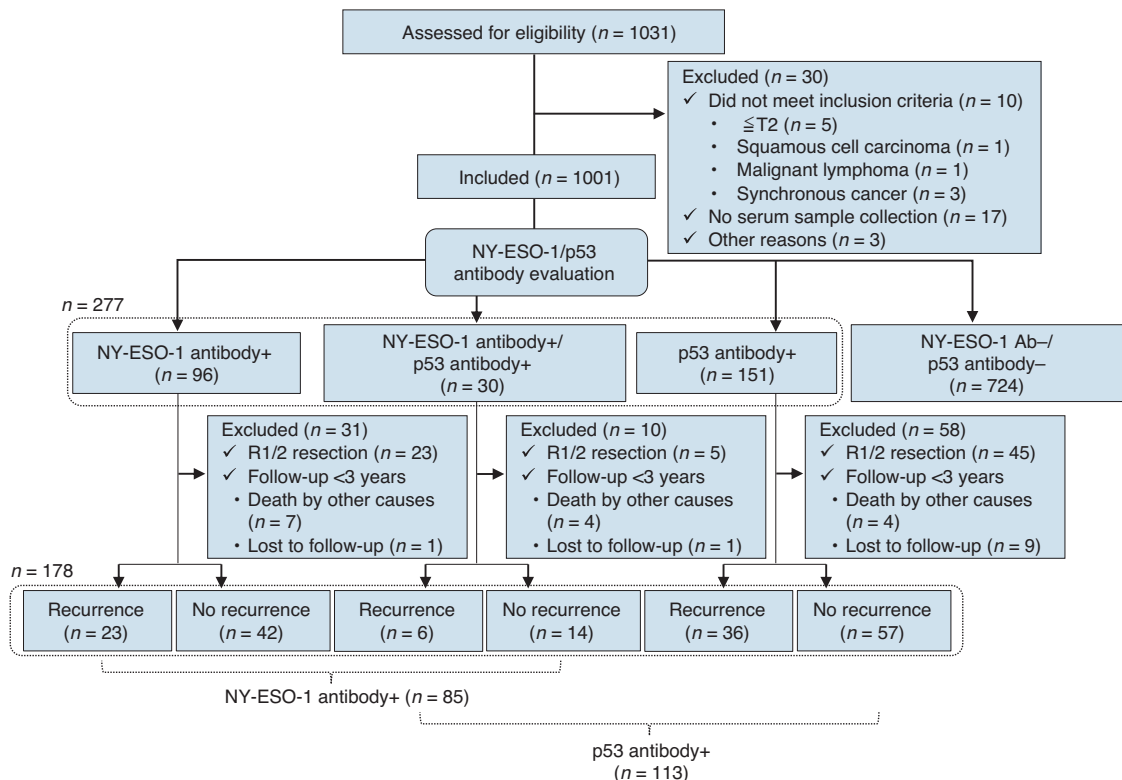 Assessed for eligibility (n = 1031)
Excluded (n = 30)
✓ Did not meet inclusion criteria (n = 10)
• ≦T2 (n = 5)
• Squamous cell carcinoma (n = 1)
• Malignant lymphoma (n = 1)
• Synchronous cancer (n = 3)
✓ No serum sample collection (n = 17)
✓ Other reasons (n = 3)
Included (n = 1001)
NY-ESO-1/p53
antibody evaluation
n = 277
NY-ESO-1 antibody+
(n = 96)
NY-ESO-1 antibody+/
p53 antibody+
(n = 30)
p53 antibody+
(n = 151)
NY-ESO-1 Ab–/
p53 antibody–
(n = 724)
Excluded (n = 31)
✓ R1/2 resection (n = 23)
✓ Follow-up <3 years
• Death by other causes
(n = 7)
• Lost to follow-up (n = 1)
Excluded (n = 10)
✓ R1/2 resection (n = 5)
✓ Follow-up <3 years
• Death by other causes
(n = 4)
• Lost to follow-up (n = 1)
Excluded (n = 58)
✓ R1/2 resection (n = 45)
✓ Follow-up <3 years
• Death by other causes
(n = 4)
• Lost to follow-up (n = 9)
n = 178
Recurrence
(n = 23)
No recurrence
(n = 42)
Recurrence
(n = 6)
No recurrence
(n = 14)
Recurrence
(n = 36)
No recurrence
(n = 57)
NY-ESO-1 antibody+ (n = 85)
p53 antibody+
(n = 113)